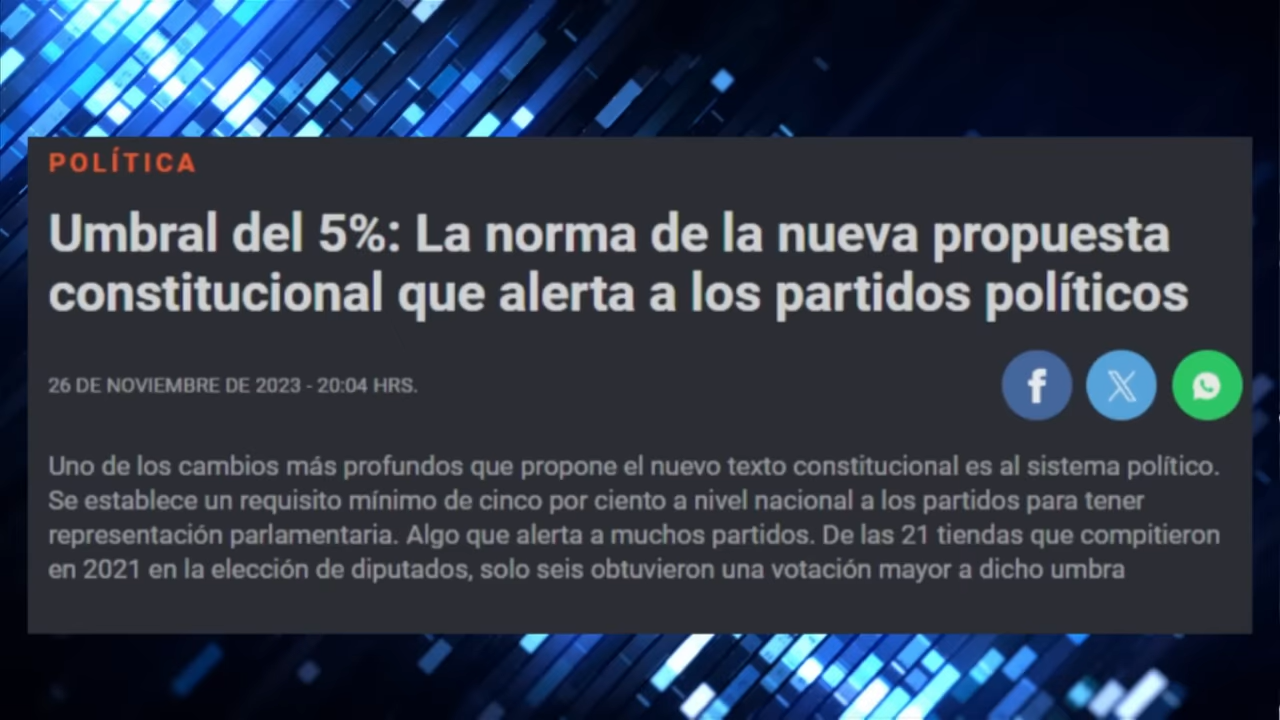 POLÍTICA
Umbral del 5%: La norma de la nueva propuesta
constitucional que alerta a los partidos políticos
26 DE NOVIEMBRE DE 2023 - 20:04 HRS.
Uno de los cambios más profundos que propone el nuevo texto constitucional es al sistema político.
Se establece un requisito mínimo de cinco por ciento a nivel nacional a los partidos para tener
representación parlamentaria. Algo que alerta a muchos partidos. De las 21 tiendas que compitieron
en 2021 en la elección de diputados, solo seis obtuvieron una votación mayor a dicho umbra